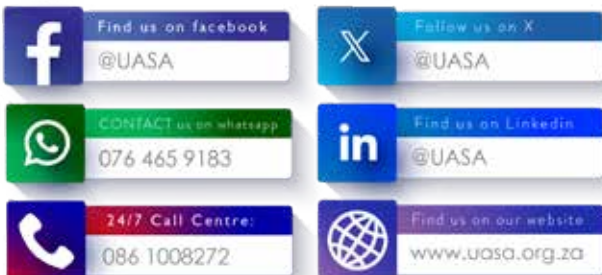 Find us on facebook
@UASA
Follow us on X
@UASA
CONTACT us on whatsapp
076 465 9183
Find us on Linkedin
@UASA
24/7 Call Centre:
086 1008272
Find us on our website
www.uasa.org.za